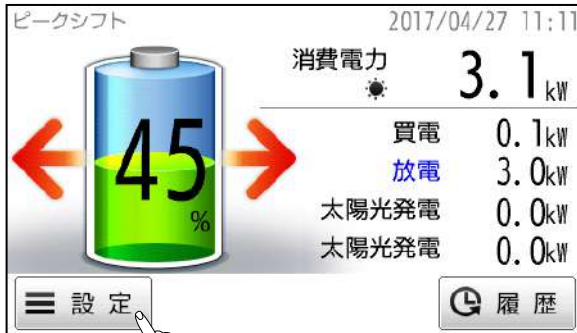 ピークシフト 2017/04/27 11:11
消費電力 3.1kW
45%
買電 0.1kW
放電 3.0kW
太陽光発電 0.0kW
太陽光発電 0.0kW
設定 履歴